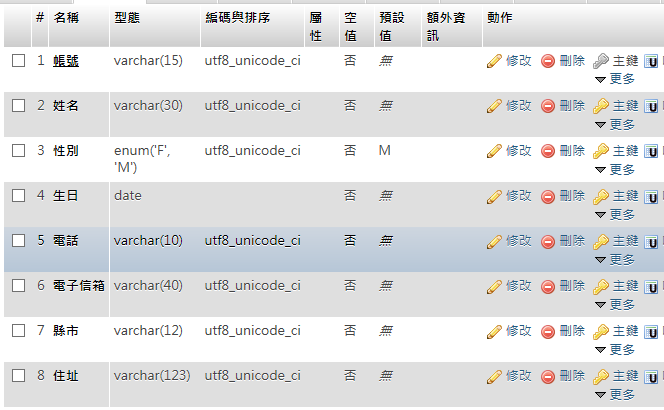 # 名稱 型態 編碼與排序 屬性 空值 預設值 額外資訊 動作
1 帳號 varchar(15) utf8_unicode_ci 否 無 修改 刪除 主鍵 U
更多
2 姓名 varchar(30) utf8_unicode_ci 否 無 修改 刪除 主鍵 U
更多
3 性別 enum('F', 'M') utf8_unicode_ci 否 M 修改 刪除 主鍵 U
更多
4 生日 date 否 無 修改 刪除 主鍵 U
更多
5 電話 varchar(10) utf8_unicode_ci 否 無 修改 刪除 主鍵 U
更多
6 電子信箱 varchar(40) utf8_unicode_ci 否 無 修改 刪除 主鍵 U
更多
7 縣市 varchar(12) utf8_unicode_ci 否 無 修改 刪除 主鍵 U
更多
8 住址 varchar(123) utf8_unicode_ci 否 無 修改 刪除 主鍵 U
更多